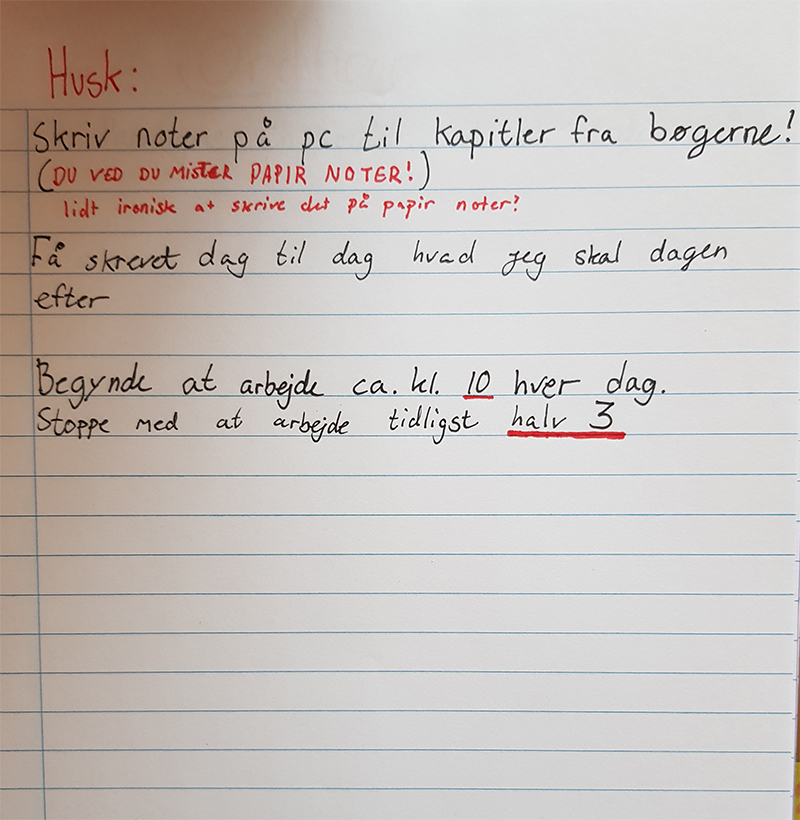 Husk:
Skriv noter på pc til kapitler fra bøgerne!
(DU VED DU MISTER PAPIR NOTER!)
lidt ironisk at skrive det på papir noter?
Få skrevet dag til dag hvad jeg skal dagen
efter
Begynde at arbejde ca. kl. 10 hver dag.
Stoppe med at arbejde tidligst halv 3